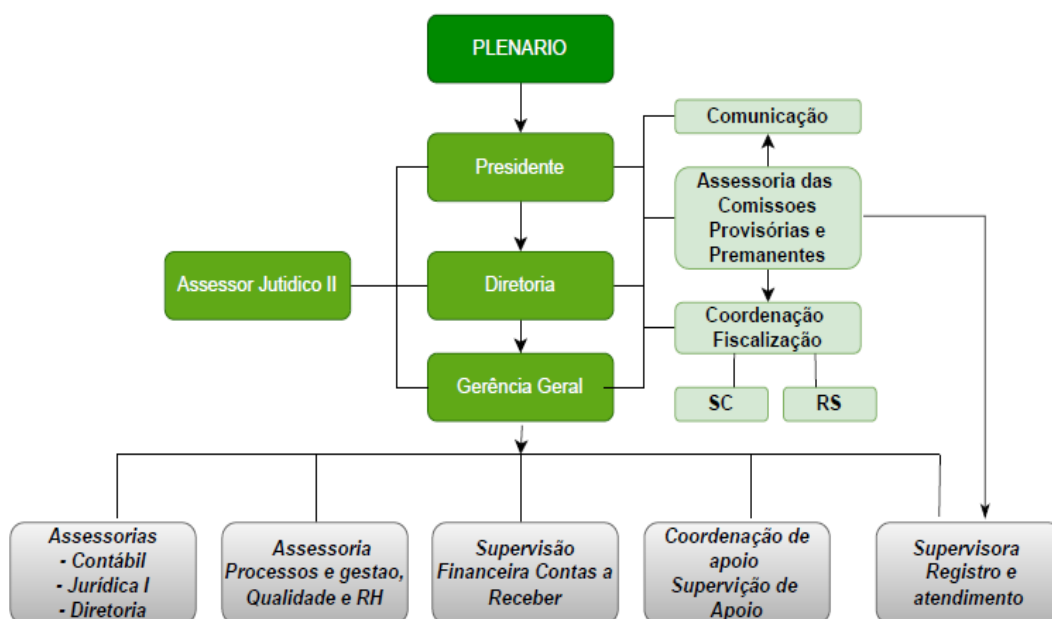 PLENARIO
Presidente
Comunicação
Assessoria das
Comissoes
Provisórias e
Premanentes
Assessor Jutidico II
Diretoria
Coordenação
Fiscalização
Gerência Geral
SC
RS
Assessorias
- Contábil
- Jurídica I
- Diretoria
Assessoria
Processos e gestao,
Qualidade e RH
Supervisão
Financeira Contas a
Receber
Coordenação de
apoio
Supervição de
Apoio
Supervisora
Registro e
atendimento